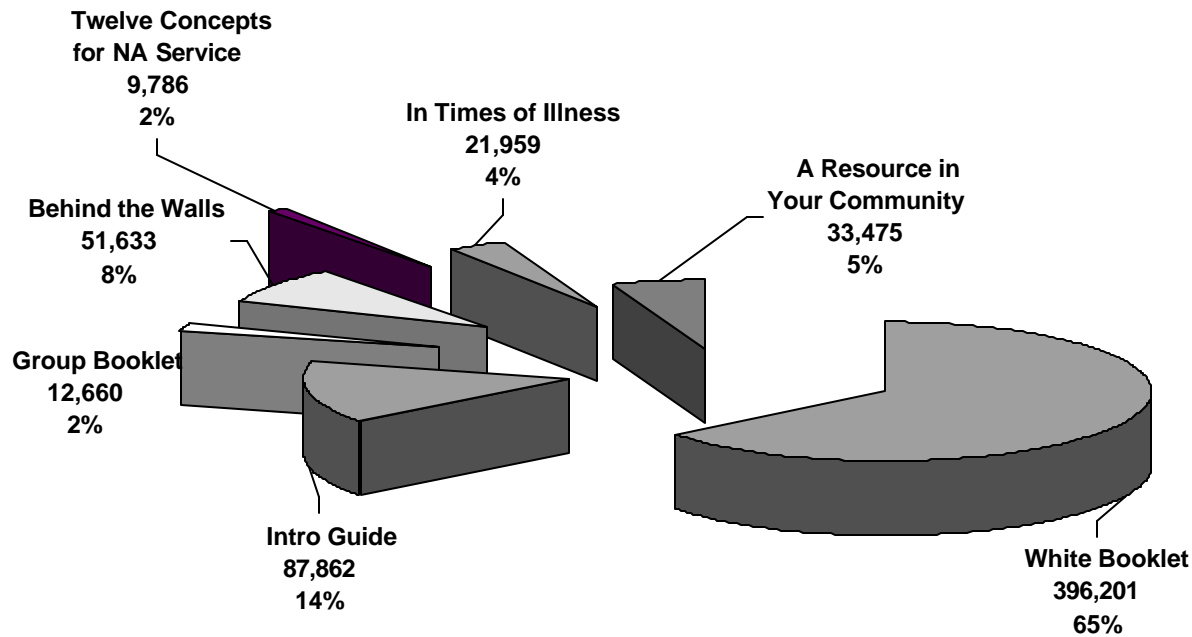 Twelve Concepts
for NA Service
9,786
2%
In Times of Illness
21,959
4%
A Resource in
Your Community
33,475
5%
Behind the Walls
51,633
8%
Group Booklet
12,660
2%
Intro Guide
87,862
14%
White Booklet
396,201
65%